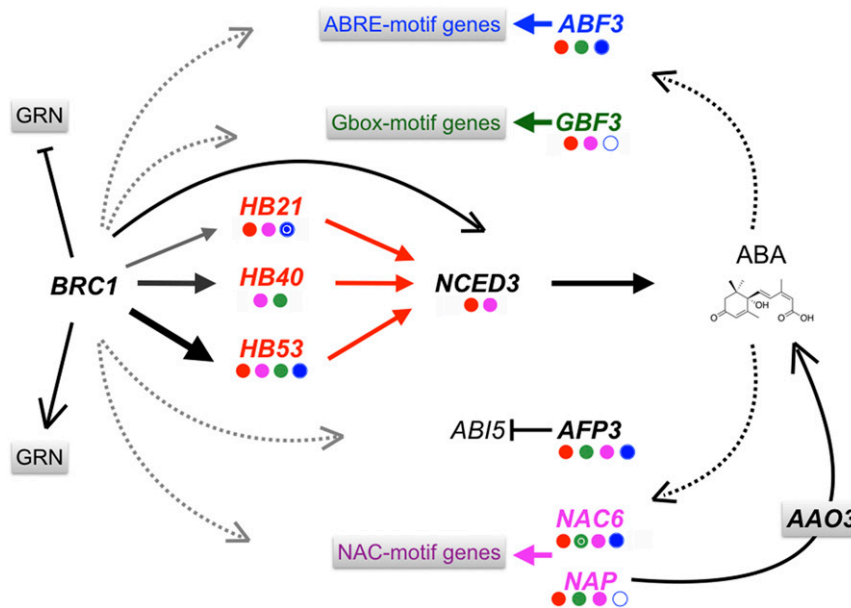 ABRE-motif genes ABF3
GRN
Gbox-motif genes GBF3
HB21
ABA
BRC1 HB40 NCED3
OH
O
O
OH
HB53
ABI5 AFP3
GRN
NAC6 AAO3
NAC-motif genes
NAP